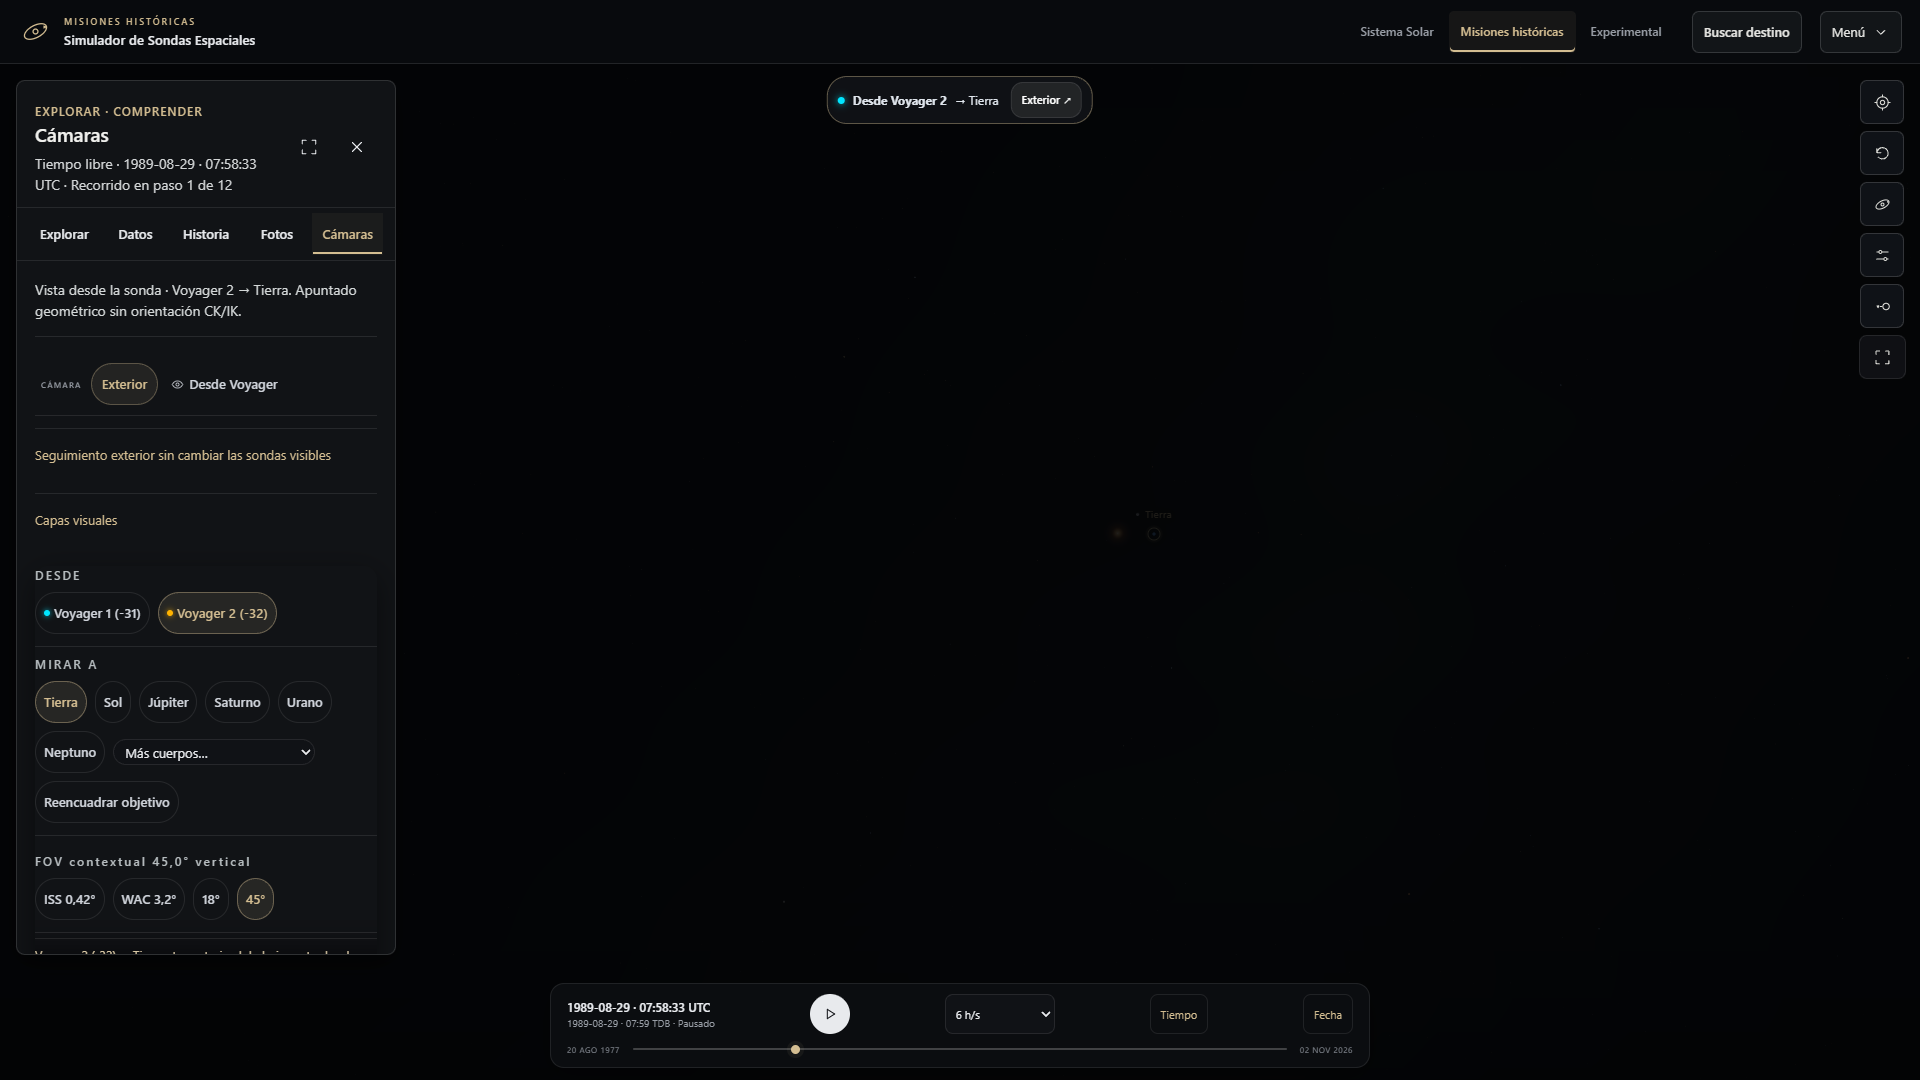 MISIONES HISTÓRICAS
Simulador de Sondas Espaciales
Sistema Solar
Misiones históricas
Experimental
Buscar destino
Menú
EXPLORAR · COMPRENDER
Cámaras
Tiempo libre · 1989-08-29 · 07:58:33
UTC · Recorrido en paso 1 de 12
Explorar
Datos
Historia
Fotos
Cámaras
Vista desde la sonda · Voyager 2 → Tierra. Apuntado
geométrico sin orientación CK/IK.
CÁMARA
Exterior
Desde Voyager
Seguimiento exterior sin cambiar las sondas visibles
Capas visuales
DESDE
Voyager 1 (-31)
Voyager 2 (-32)
MIRAR A
Tierra
Sol
Júpiter
Saturno
Urano
Neptuno
Más cuerpos...
Reencuadrar objetivo
FOV contextual 45,0° vertical
ISS 0,42°
WAC 3,2°
18°
45°
Desde Voyager 2 → Tierra
Exterior ↗
Tierra
1989-08-29 · 07:58:33 UTC
1989-08-29 · 07:59 TDB · Pausado
6 h/s
Tiempo
Fecha
20 AGO 1977
02 NOV 2026